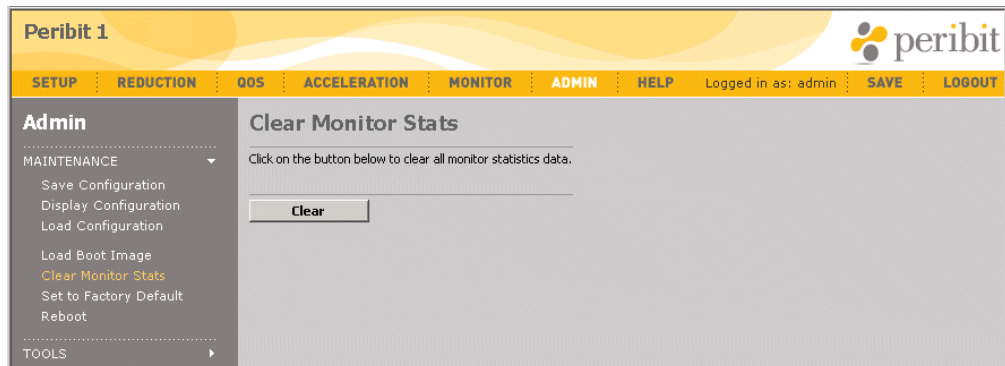 Peribit 1
peribit
SETUP REDUCTION QOS ACCELERATION MONITOR ADMIN HELP Logged in as: admin SAVE LOGOUT
Admin
MAINTENANCE
Save Configuration
Display Configuration
Load Configuration
Load Boot Image
Clear Monitor Stats
Set to Factory Default
Reboot
TOOLS
Clear Monitor Stats
Click on the button below to clear all monitor statistics data.
Clear